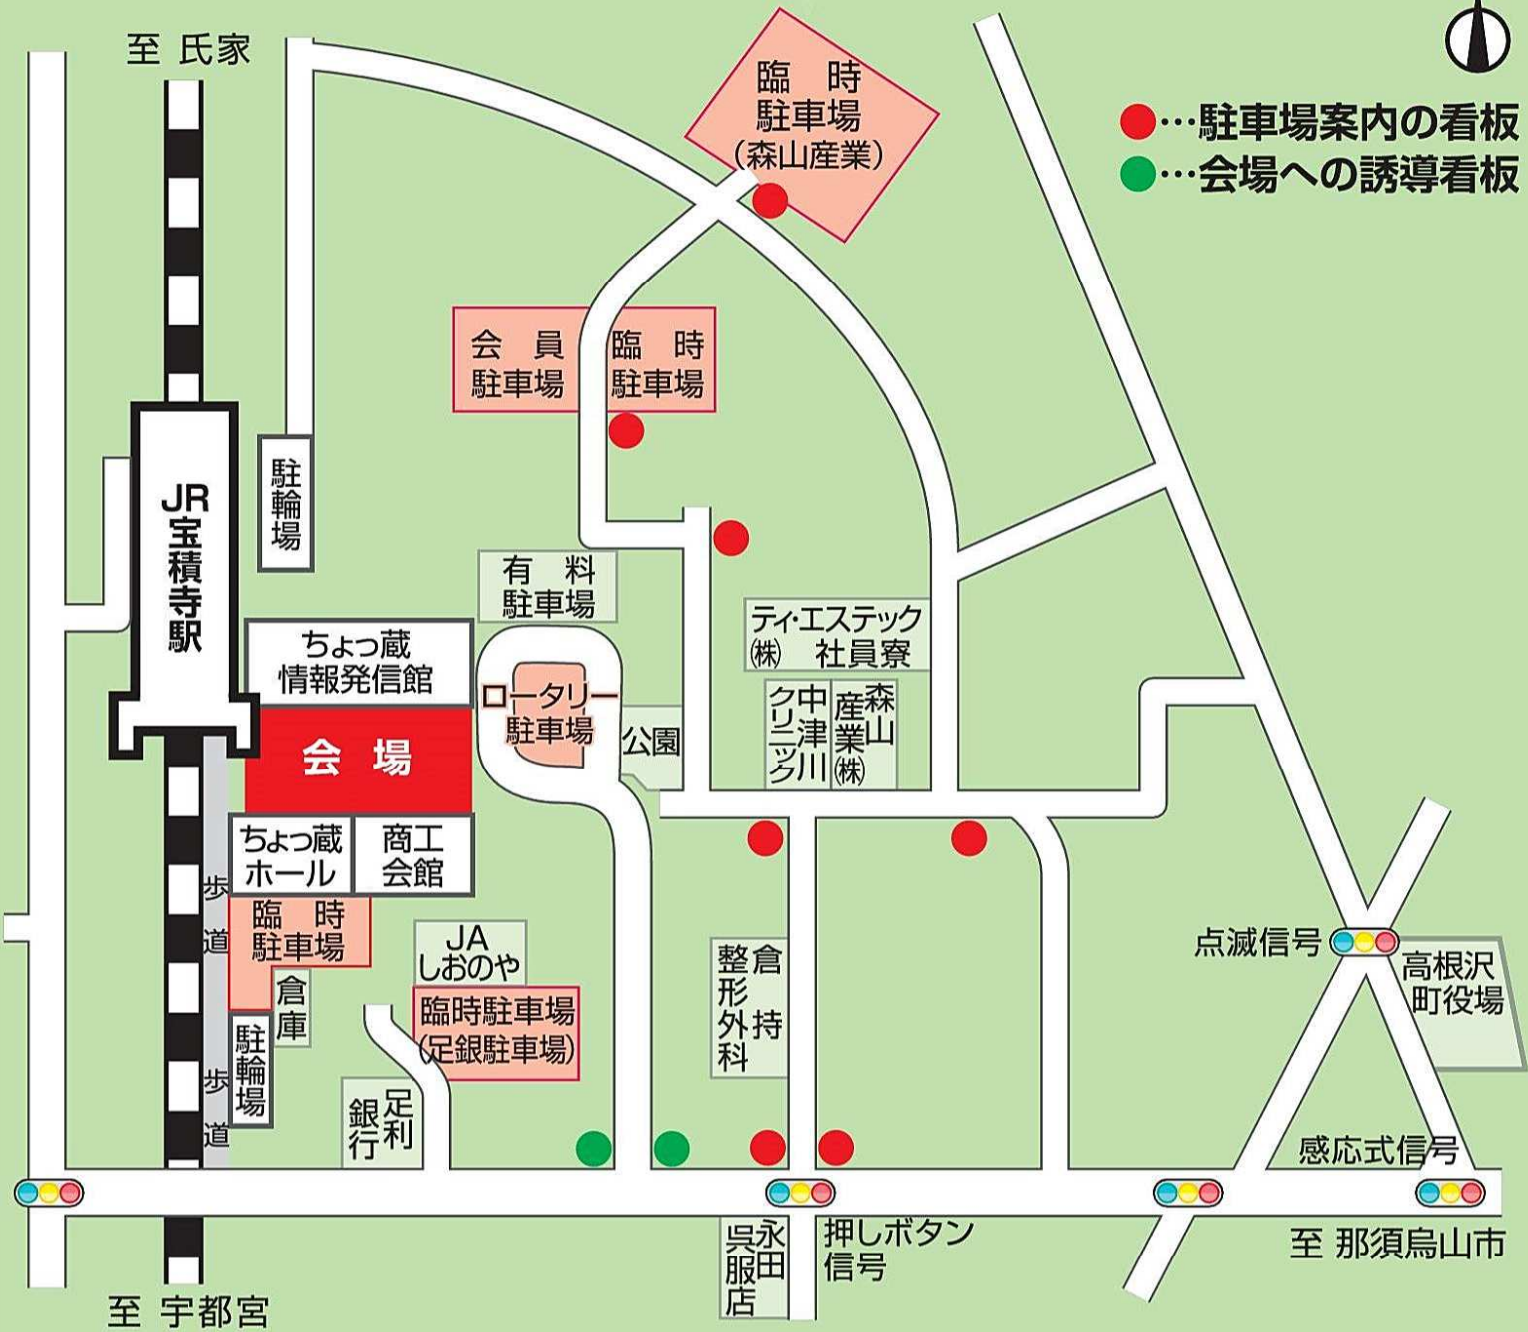 至 氏家
臨 時
駐車場
(森山産業)
●…駐車場案内の看板
●…会場への誘導看板
会 員
駐車場
臨 時
駐車場
駐輪場
JR宝積寺駅
有 料
駐車場
ちょっ蔵
情報発信館
ティ・エステック
㈱ 社員寮
ロータリー
駐車場
公園
中津川
クリニック
森山
産業㈱
会 場
ちょっ蔵
ホール
商工
会館
歩道
臨 時
駐車場
倉庫
駐輪場
歩道
JA
しおのや
臨時駐車場
(足銀駐車場)
足利
銀行
倉持
整形外科
点滅信号
高根沢
町役場
感応式信号
永田
呉服店
押しボタン
信号
至 那須烏山市
至 宇都宮